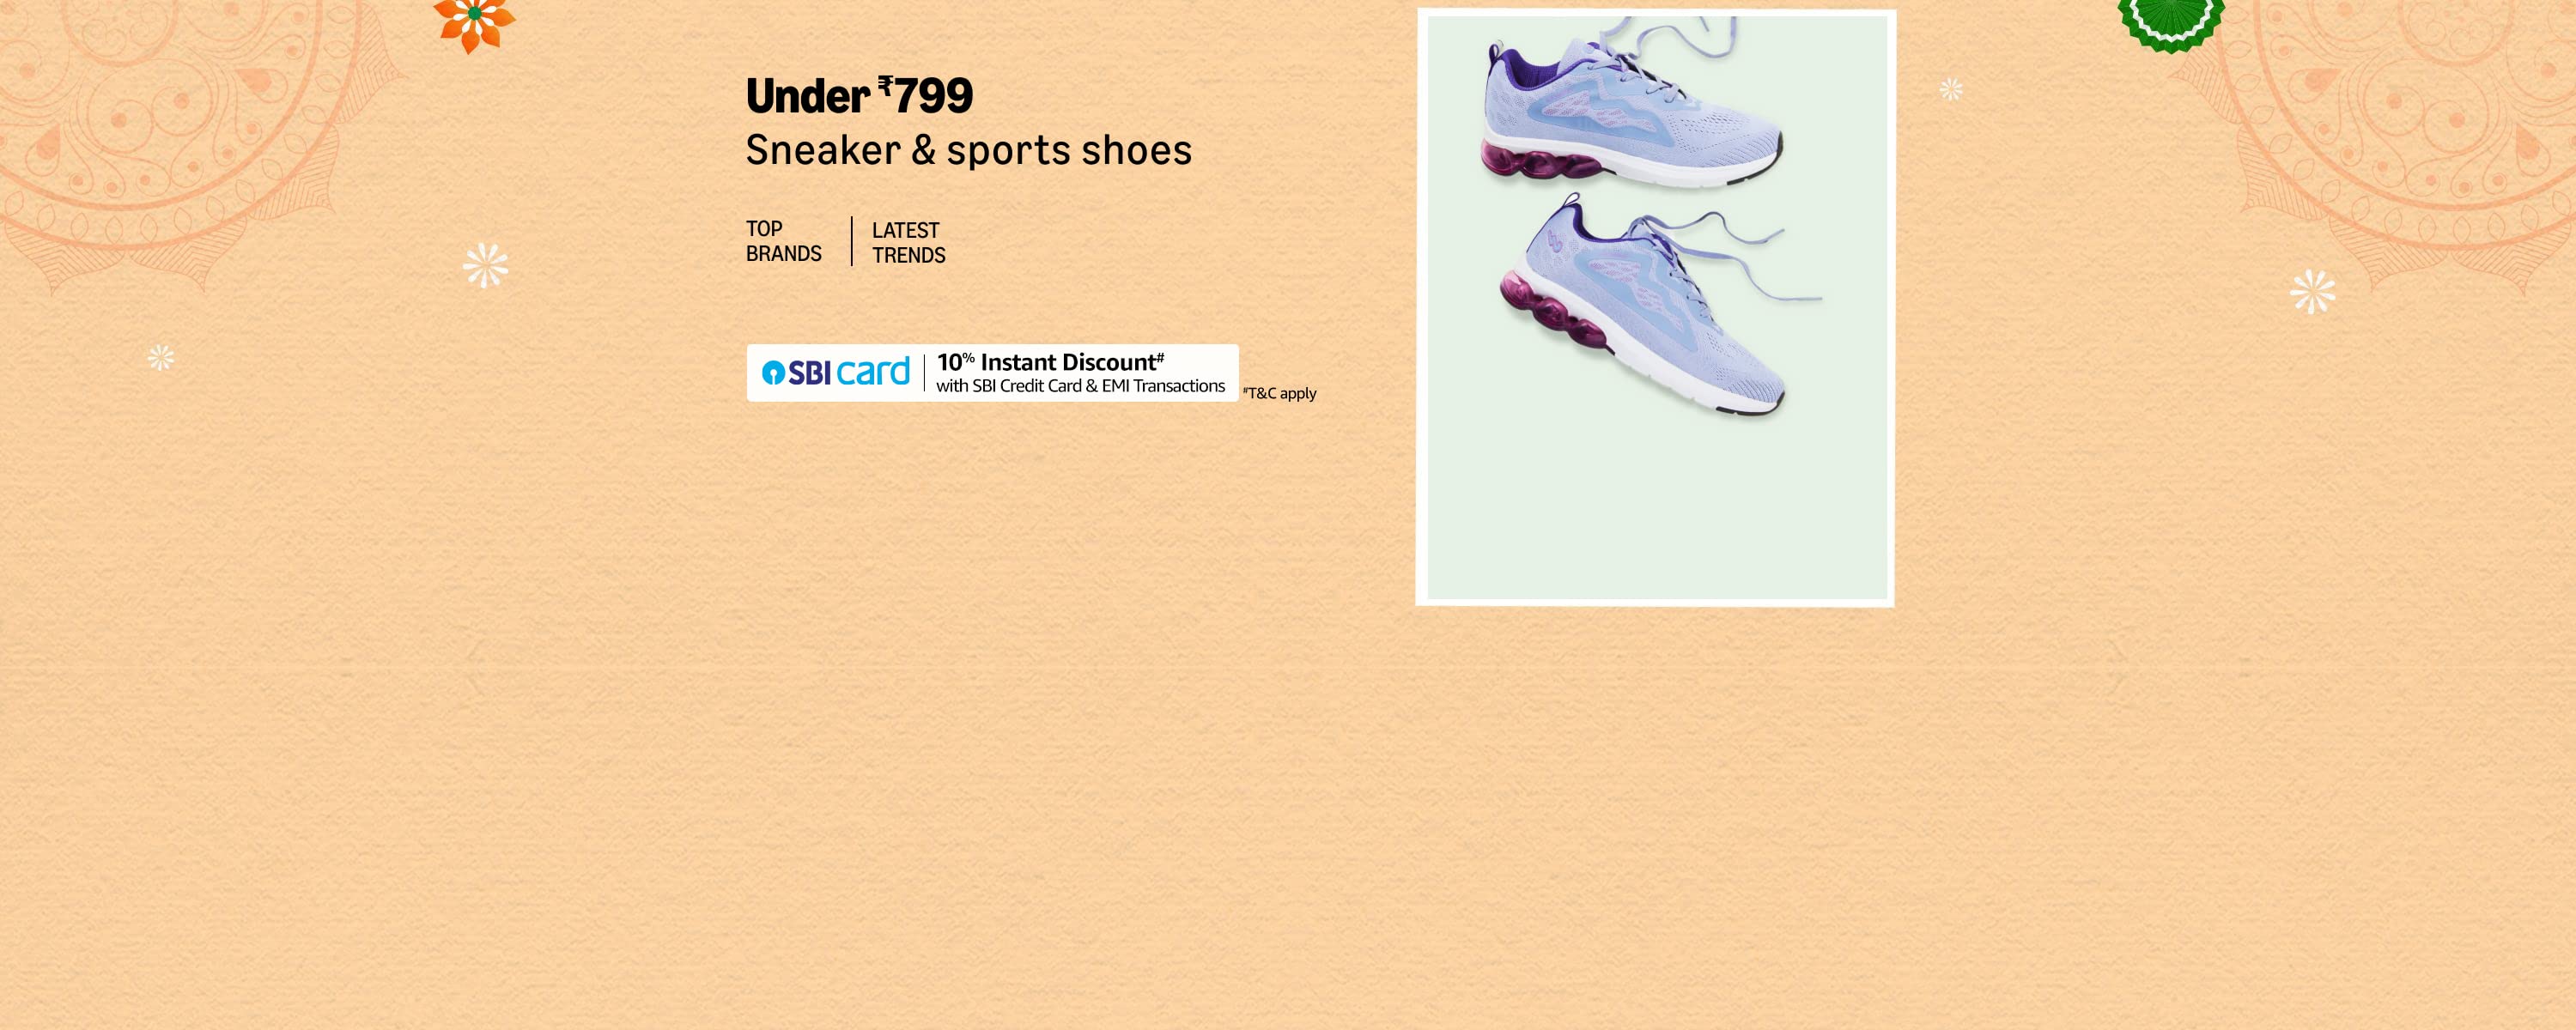 Under ₹799
Sneaker & sports shoes
TOP
BRANDS
LATEST
TRENDS
SBI card
10% Instant Discount#
with SBI Credit Card & EMI Transactions
#T&C apply